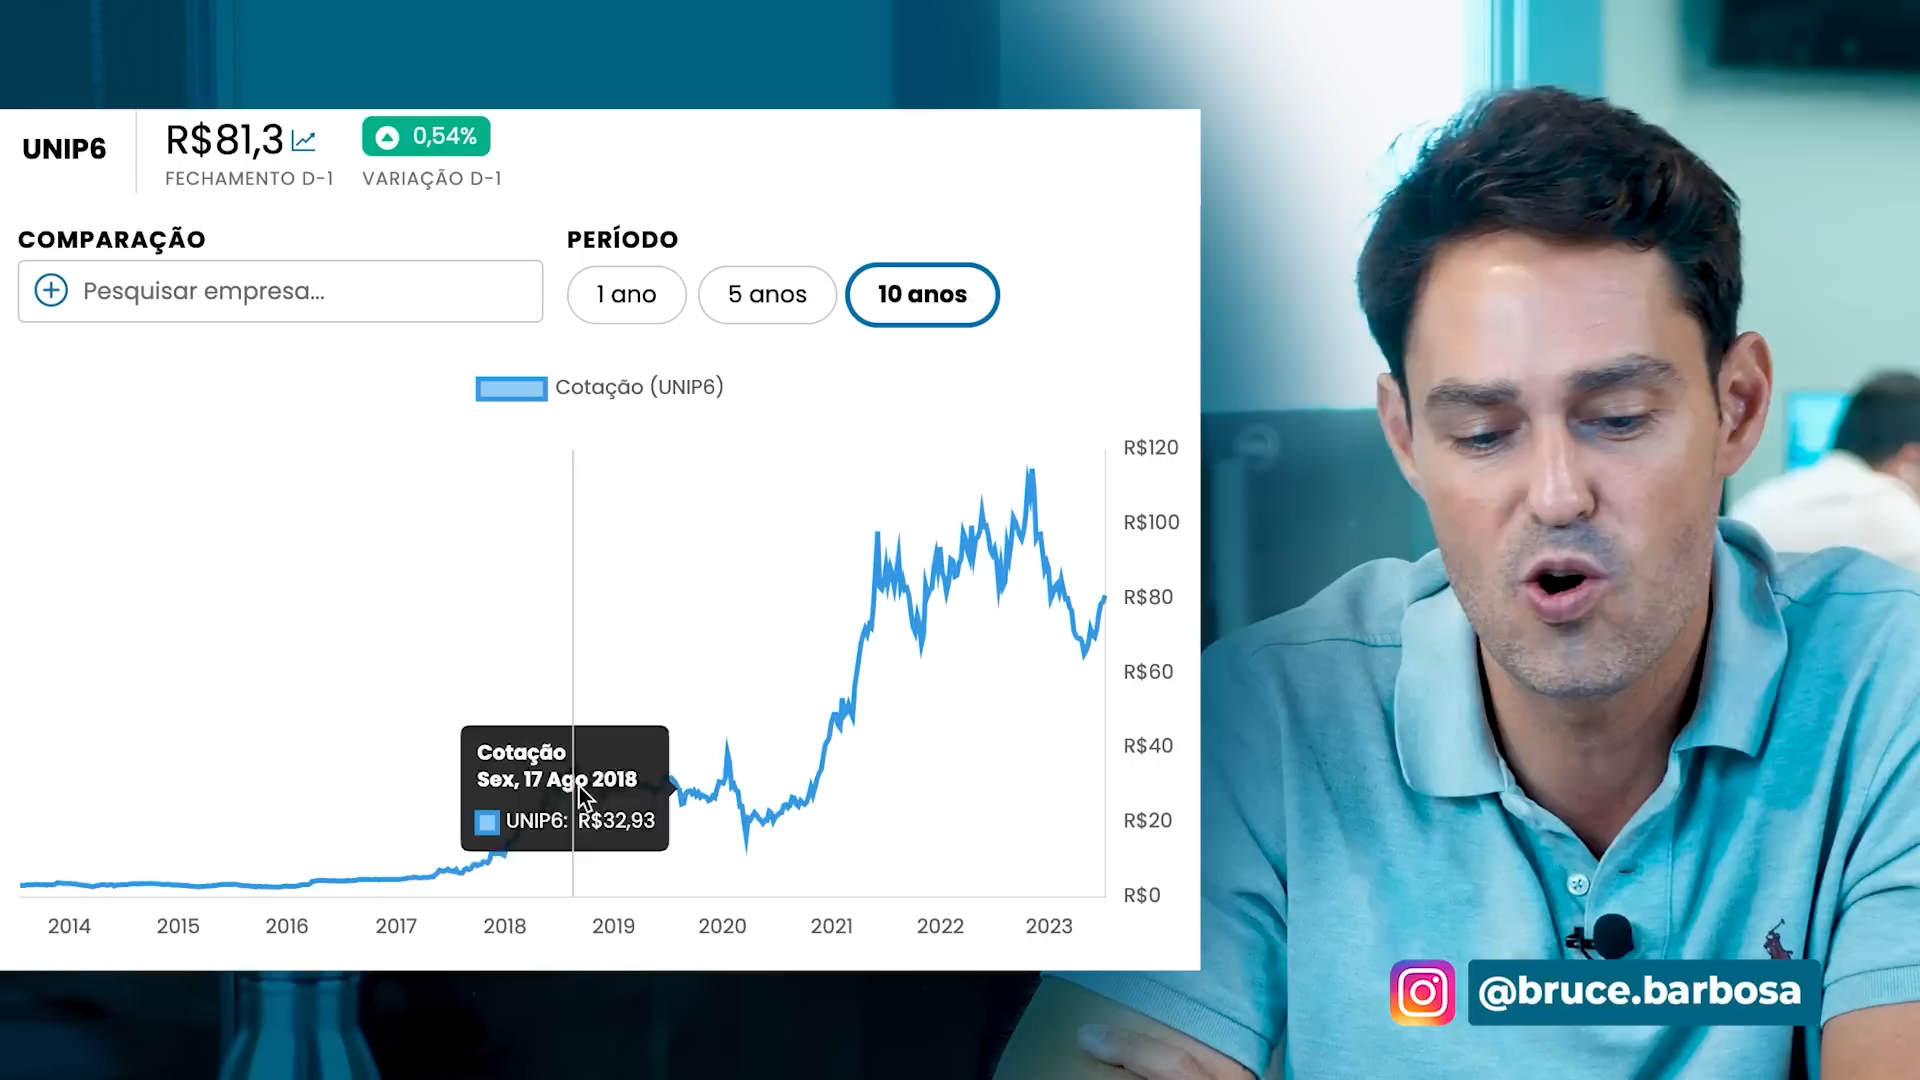 UNIP6
R$81,3
FECHAMENTO D-1
0,54%
VARIAÇÃO D-1
COMPARAÇÃO
Pesquisar empresa...
PERÍODO
1 ano
5 anos
10 anos
Cotação (UNIP6)
R$120
R$100
R$80
R$60
R$40
R$20
R$0
Cotação
Sex, 17 Ago 2018
UNIP6: R$32,93
2014 2015 2016 2017 2018 2019 2020 2021 2022 2023
@bruce.barbosa